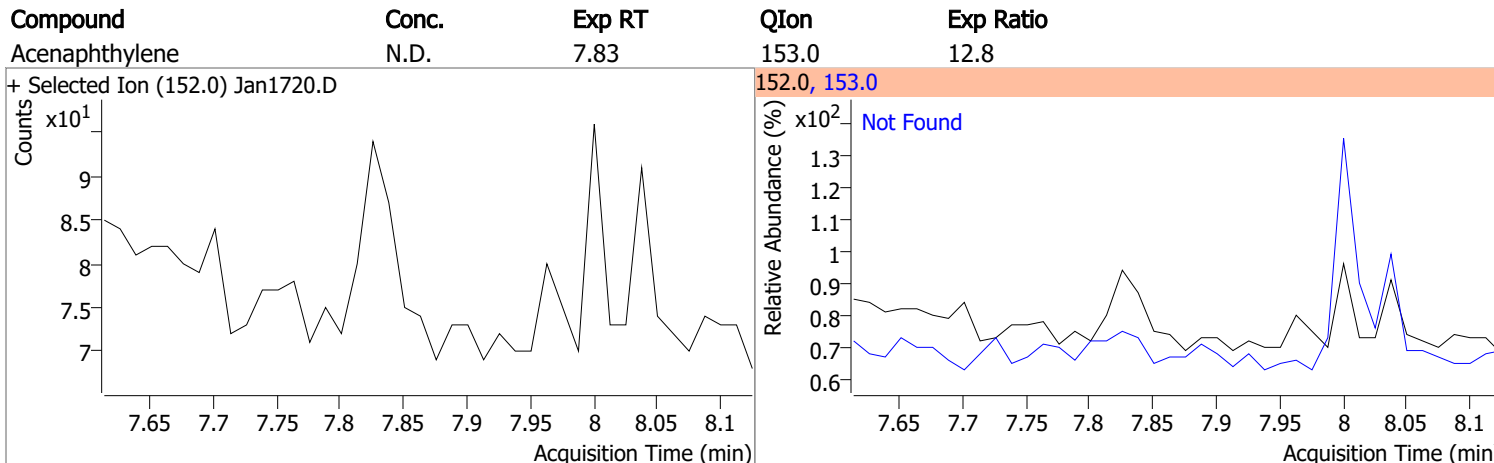 Compound Conc. Exp RT QIon Exp Ratio
Acenaphthylene N.D. 7.83 153.0 12.8
+ Selected Ion (152.0) Jan1720.D
Counts
x10¹
9
8.5
8
7.5
7
7.65 7.7 7.75 7.8 7.85 7.9 7.95 8 8.05 8.1
Acquisition Time (min)
152.0, 153.0
Relative Abundance (%)
x10²
Not Found
1.3
1.2
1.1
1
0.9
0.8
0.7
0.6
7.65 7.7 7.75 7.8 7.85 7.9 7.95 8 8.05 8.1
Acquisition Time (min